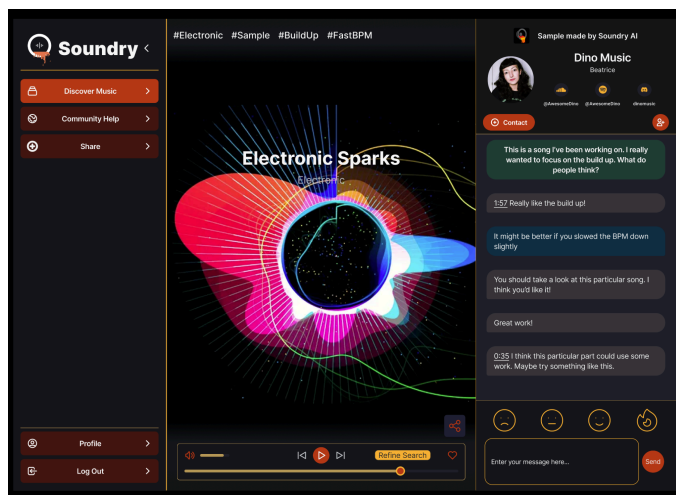 Soundry
Discover Music
Community Help
Share
Profile
Log Out
#Electronic #Sample #BuildUp #FastBPM
Electronic Sparks
Electronic
Refine Search
Sample made by Soundry AI
Dino Music
Beatrice
@AwesomeDino @AwesomeDino dinomusic
Contact
This is a song I've been working on. I really
wanted to focus on the build up. What do
people think?
1:57 Really like the build up!
It might be better if you slowed the BPM down
slightly
You should take a look at this particular song. I
think you'd like it!
Great work!
0:35 I think this particular part could use some
work. Maybe try something like this.
Enter your message here...
Send